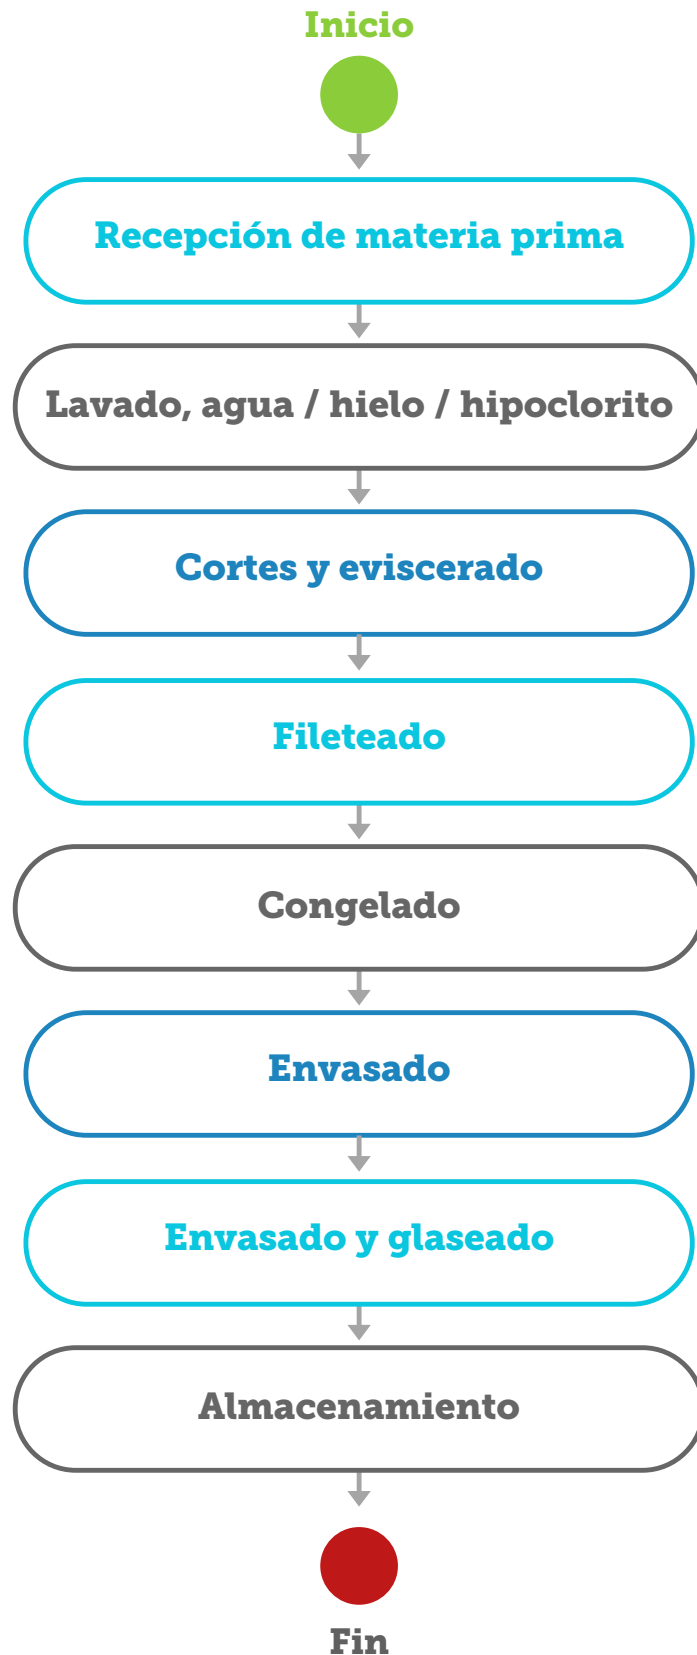 Inicio
Recepción de materia prima
Lavado, agua / hielo / hipoclorito
Cortes y eviscerado
Fileteado
Congelado
Envasado
Envasado y glaseado
Almacenamiento
Fin